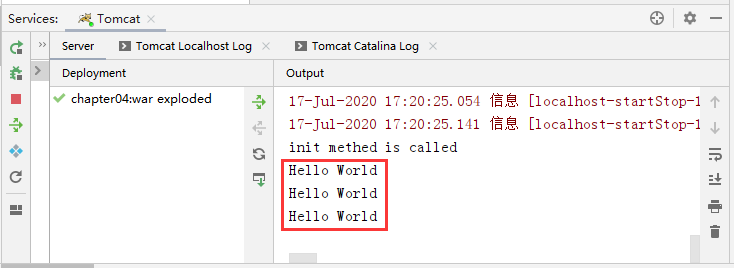 Services: Tomcat
Server Tomcat Localhost Log Tomcat Catalina Log
Deployment Output
chapter04:war exploded
17-Jul-2020 17:20:25.054 信息 [localhost-startStop-1
17-Jul-2020 17:20:25.141 信息 [localhost-startStop-1
init methed is called
Hello World
Hello World
Hello World